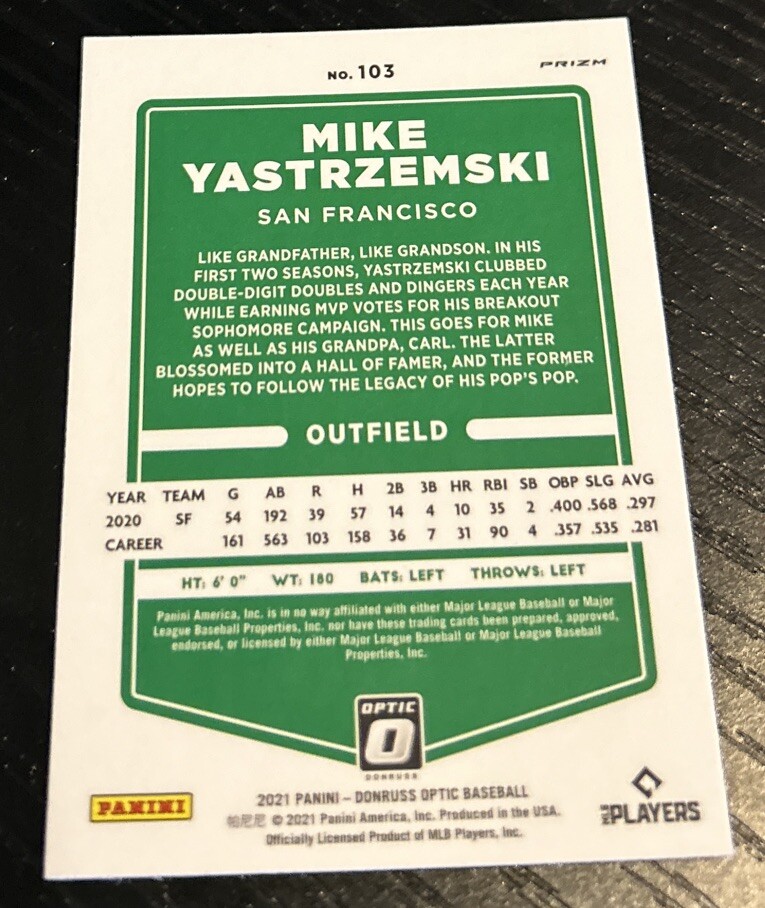 NO. 103
PRIZM
MIKE
YASTRZEMSKI
SAN FRANCISCO
LIKE GRANDFATHER, LIKE GRANDSON. IN HIS
FIRST TWO SEASONS, YASTRZEMSKI CLUBBED
DOUBLE-DIGIT DOUBLES AND DINGERS EACH YEAR
WHILE EARNING MVP VOTES FOR HIS BREAKOUT
SOPHOMORE CAMPAIGN. THIS GOES FOR MIKE
AS WELL AS HIS GRANDPA, CARL. THE LATTER
BLOSSOMED INTO A HALL OF FAMER, AND THE FORMER
HOPES TO FOLLOW THE LEGACY OF HIS POP'S POP.
OUTFIELD
YEAR TEAM G AB R H 2B 3B HR RBI SB OBP SLG AVG
2020 SF 54 192 39 57 14 4 10 35 2 .400 .568 .297
CAREER 161 563 103 158 36 7 31 90 4 .357 .535 .281
HT: 6' 0" WT: 180 BATS: LEFT THROWS: LEFT
Panini America, Inc. is in no way affiliated with either Major League Baseball or Major
League Baseball Properties, Inc. nor have these trading cards been prepared, approved,
endorsed, or licensed by either Major League Baseball or Major League Baseball
Properties, Inc.
OPTIC
O
DONRUSS
PANINI
2021 PANINI – DONRUSS OPTIC BASEBALL
帕尼尼 © 2021 Panini America, Inc. Produced in the USA.
Officially Licensed Product of MLB Players, Inc.
MLB PLAYERS